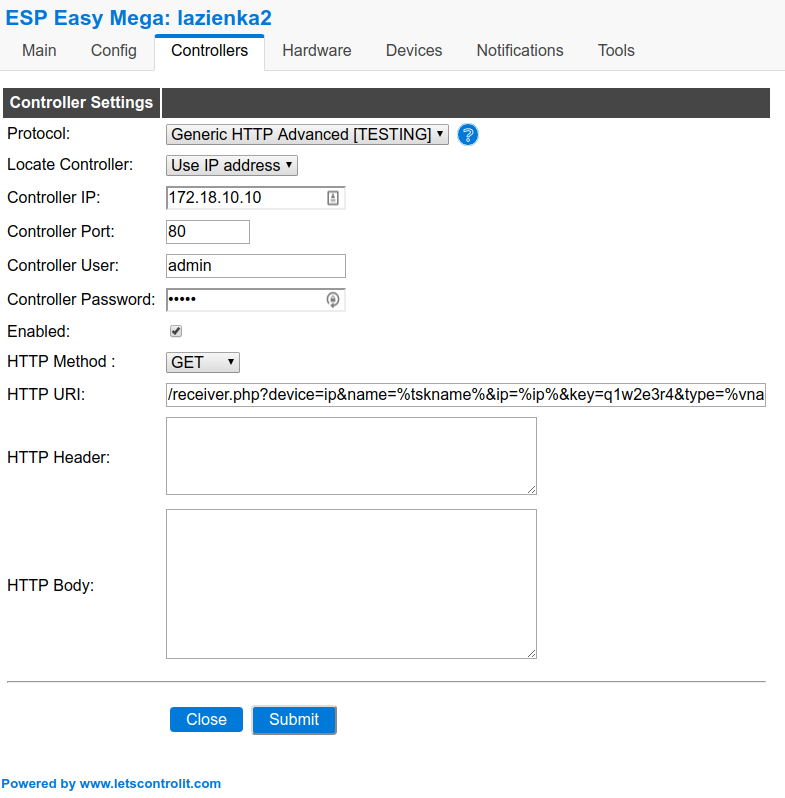 ESP Easy Mega: lazienka2
Main Config Controllers Hardware Devices Notifications Tools
Controller Settings
Protocol: Generic HTTP Advanced [TESTING] ?
Locate Controller: Use IP address
Controller IP: 172.18.10.10
Controller Port: 80
Controller User: admin
Controller Password: •••••
Enabled:
HTTP Method : GET
HTTP URI: /receiver.php?device=ip&name=%tskname%&ip=%ip%&key=q1w2e3r4&type=%vna
HTTP Header:
HTTP Body:
Close Submit
Powered by www.letscontrolit.com